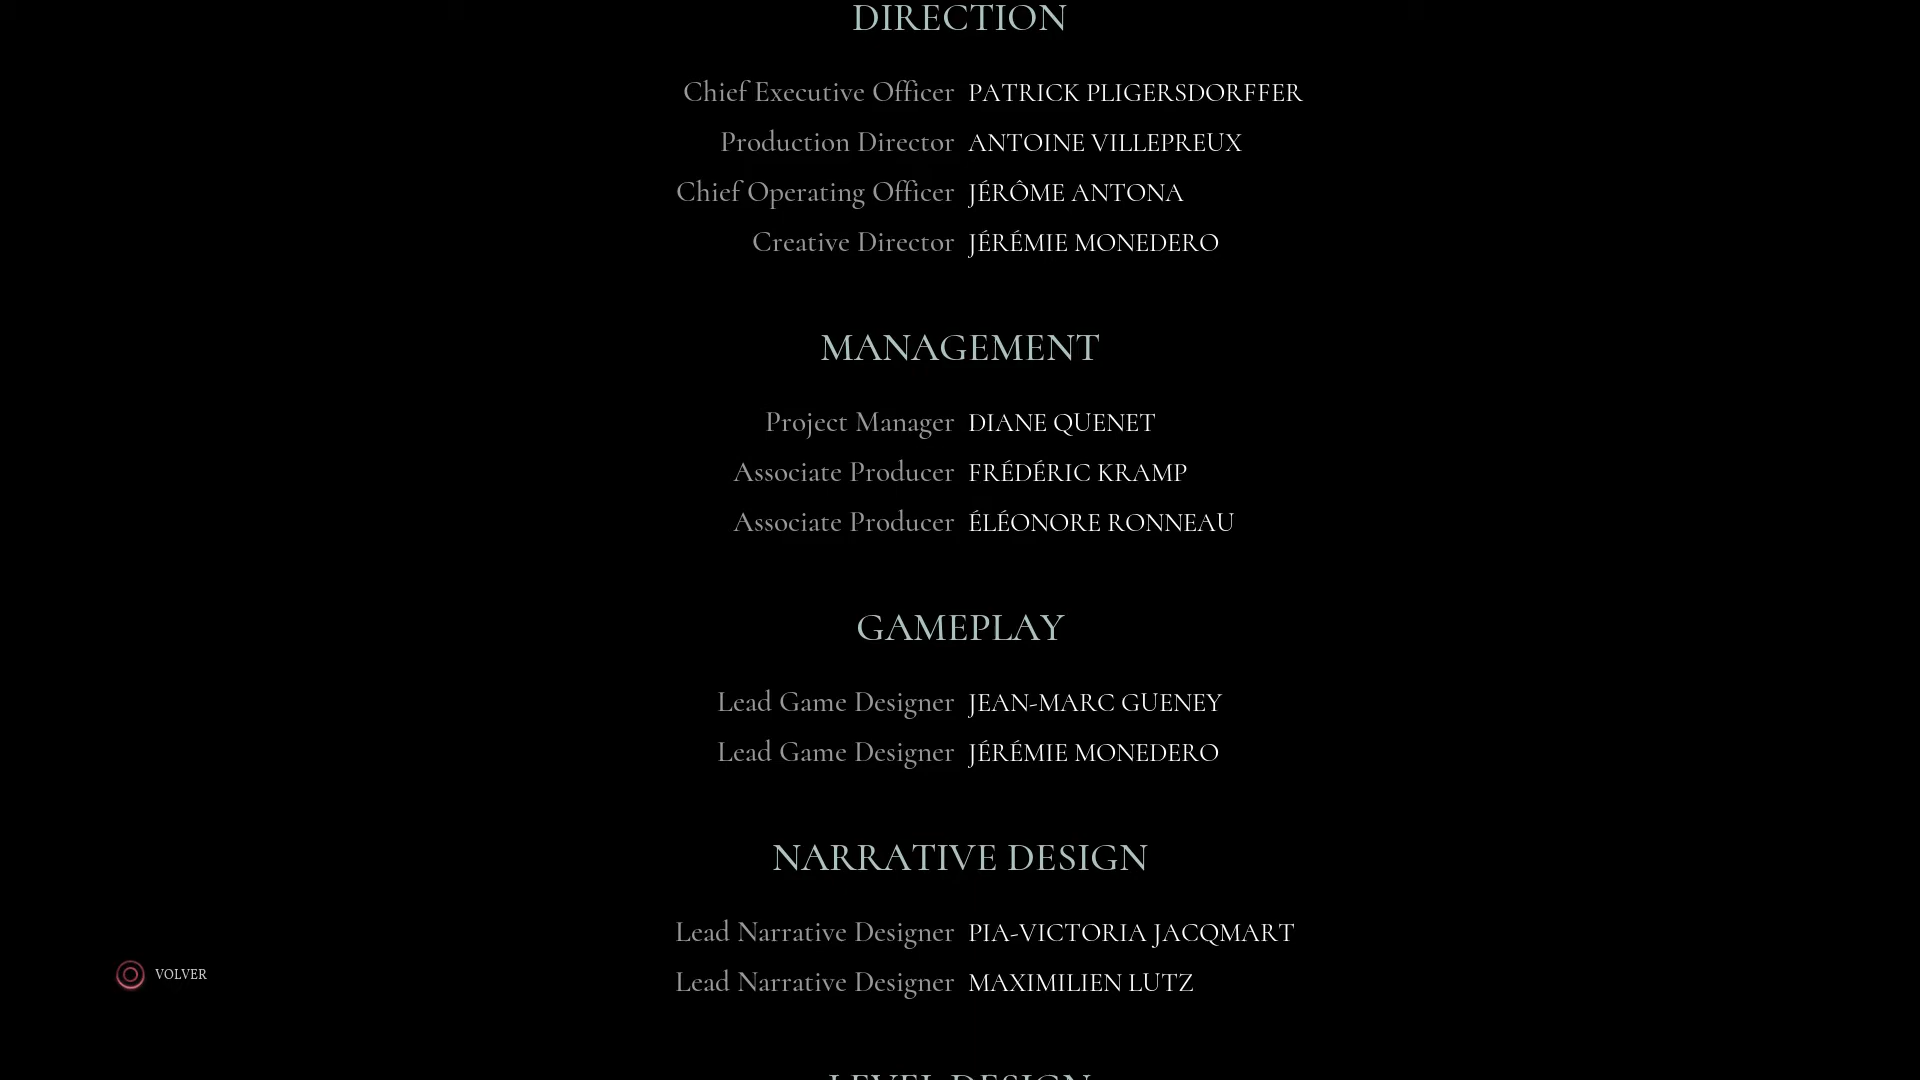 DIRECTION
Chief Executive Officer PATRICK PLIGERSDORFFER
Production Director ANTOINE VILLEPREUX
Chief Operating Officer JÉRÔME ANTONA
Creative Director JÉRÉMIE MONEDERO
MANAGEMENT
Project Manager DIANE QUENET
Associate Producer FRÉDÉRIC KRAMP
Associate Producer ÉLÉONORE RONNEAU
GAMEPLAY
Lead Game Designer JEAN-MARC GUENEY
Lead Game Designer JÉRÉMIE MONEDERO
NARRATIVE DESIGN
Lead Narrative Designer PIA-VICTORIA JACQMART
VOLVER
Lead Narrative Designer MAXIMILIEN LUTZ
LEVEL DESIGN